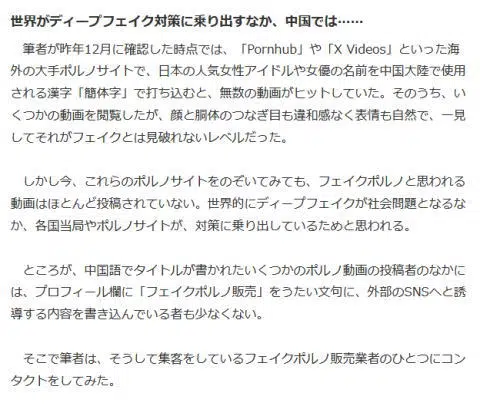 世界がディープフェイク対策に乗り出すなか、中国では……
　筆者が昨年12月に確認した時点では、「Pornhub」や「X Videos」といった海
外の大手ポルノサイトで、日本の人気女性アイドルや女優の名前を中国大陸で使用
される漢字「簡体字」で打ち込むと、無数の動画がヒットしていた。そのうち、い
くつかの動画を閲覧したが、顔と胴体のつなぎ目も違和感なく表情も自然で、一見
してそれがフェイクとは見破れないレベルだった。
　しかし今、これらのポルノサイトをのぞいてみても、フェイクポルノと思われる
動画はほとんど投稿されていない。世界的にディープフェイクが社会問題となるな
か、各国当局やポルノサイトが、対策に乗り出しているためと思われる。
　ところが、中国語でタイトルが書かれたいくつかのポルノ動画の投稿者のなかに
は、プロフィール欄に「フェイクポルノ販売」をうたい文句に、外部のSNSへと誘
導する内容を書き込んでいる者も少なくない。
　そこで筆者は、そうして集客をしているフェイクポルノ販売業者のひとつにコン
タクトをしてみた。